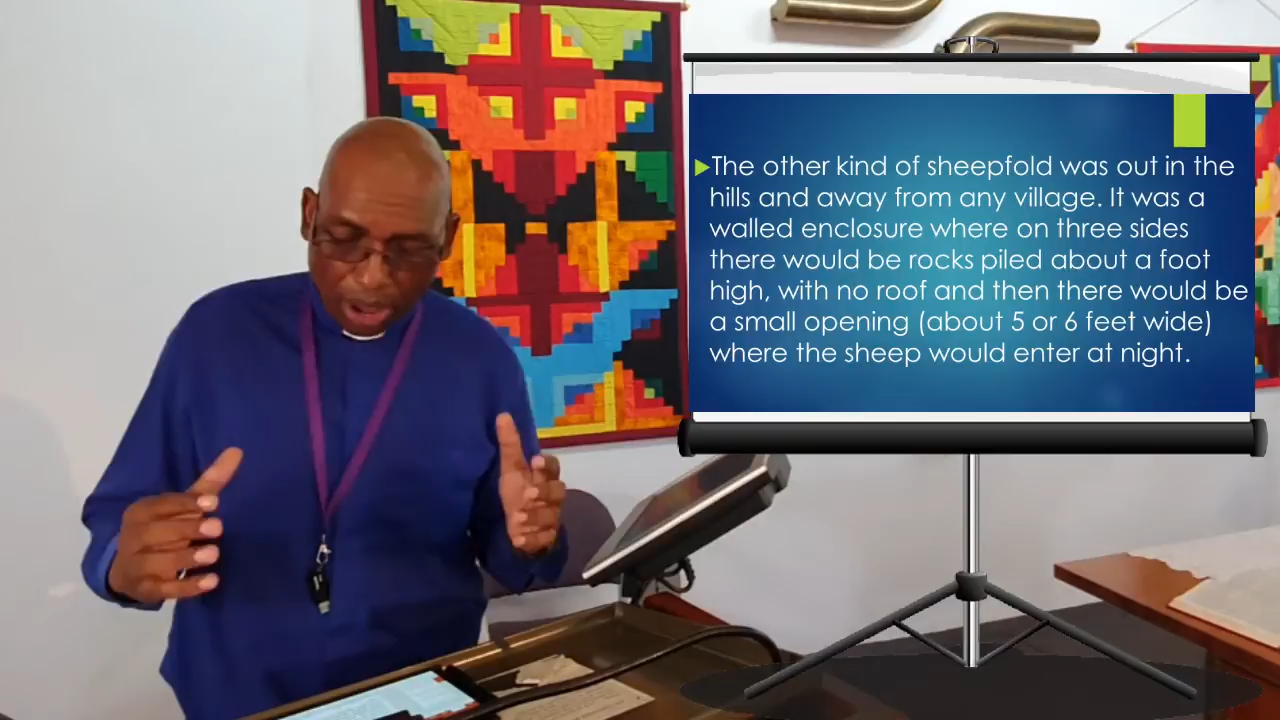 The other kind of sheepfold was out in the
hills and away from any village. It was a
walled enclosure where on three sides
there would be rocks piled about a foot
high, with no roof and then there would be
a small opening (about 5 or 6 feet wide)
where the sheep would enter at night.